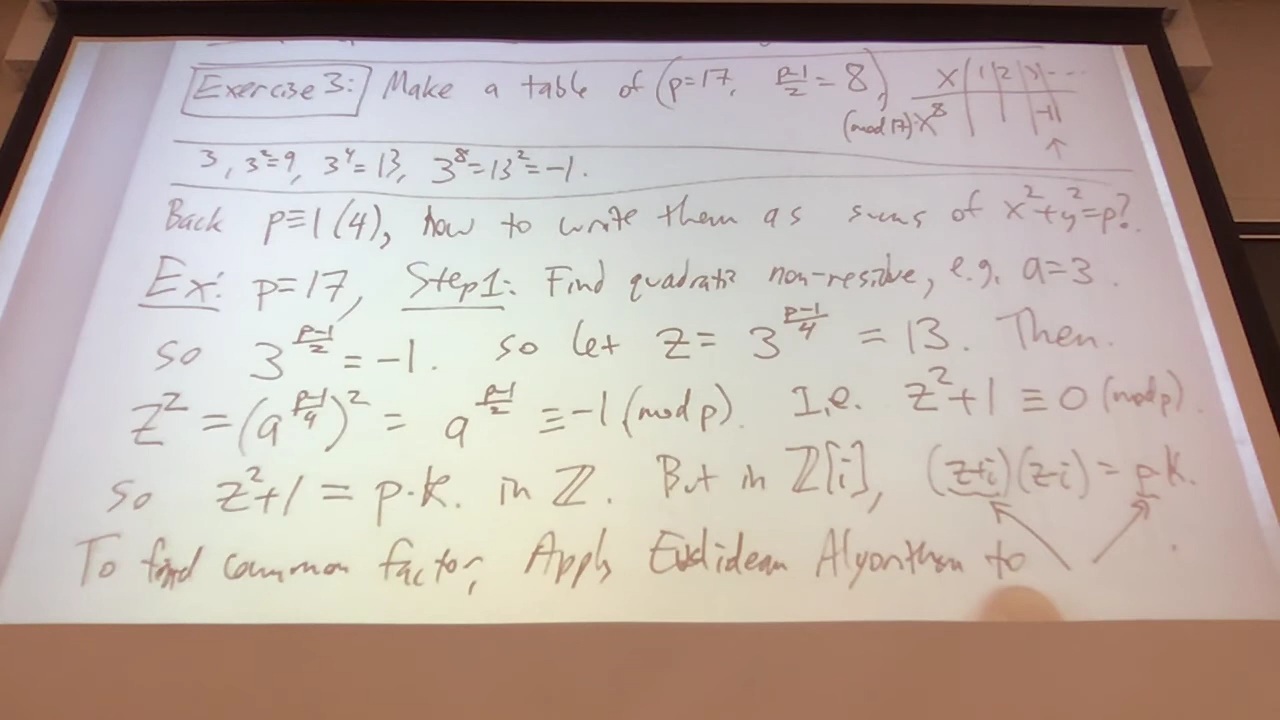 Exercise 3: Make a table of (p=17, (p-1)/2 = 8), x | 1 | 2 | 3 | ...
(mod 17): x^8 | | | -1 |
3, 3^2=9, 3^4=13, 3^8=13^2=-1.
Back p≡1(4), how to write them as sums of x^2+y^2=p?
Ex: p=17, Step 1: Find quadratic non-residue, e.g. a=3.
so 3^((p-1)/2) = -1. so let z = 3^((p-1)/4) = 13. Then.
z^2 = (a^((p-1)/4))^2 = a^((p-1)/2) ≡ -1 (mod p). I.e. z^2+1 ≡ 0 (mod p).
so z^2+1 = p·k. in ℤ. But in ℤ[i], (z+i)(z-i) = p·k.
To find common factor, Apply Euclidean Algorithm to